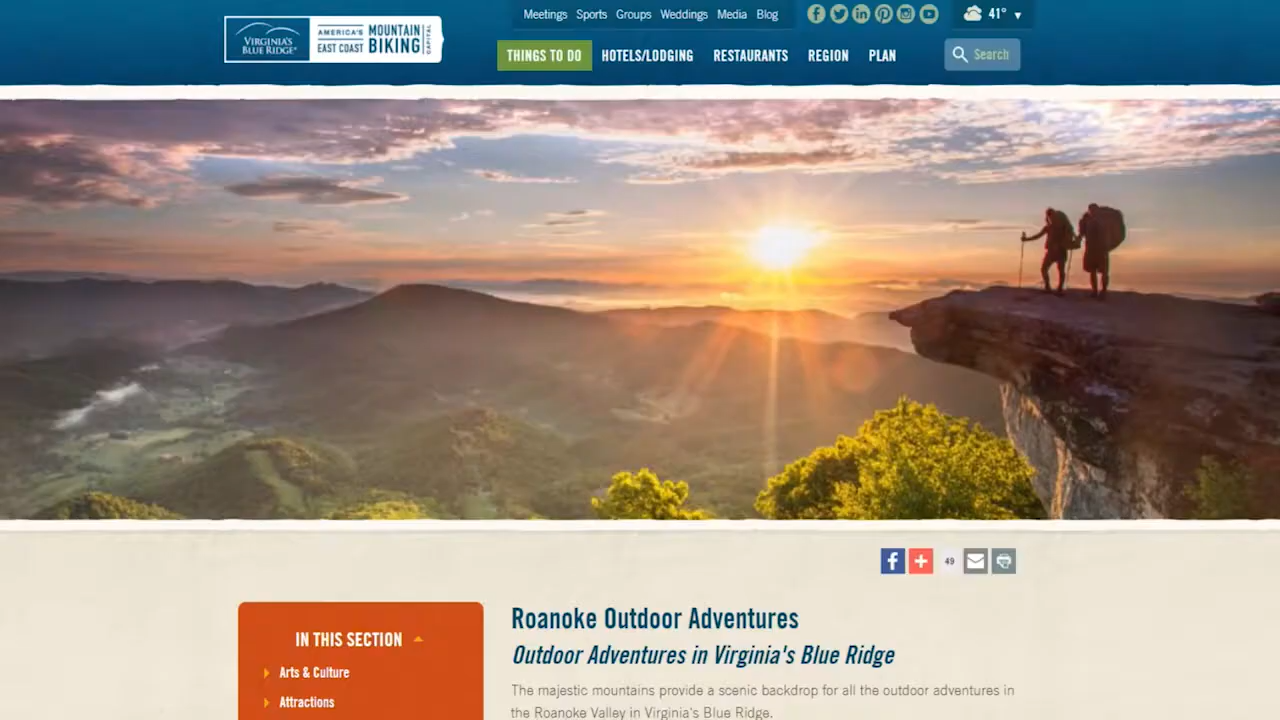 Meetings Sports Groups Weddings Media Blog
41°
VIRGINIA'S
BLUE RIDGE
AMERICA'S
EAST COAST
MOUNTAIN
BIKING
CAPITAL
THINGS TO DO HOTELS/LODGING RESTAURANTS REGION PLAN
Search
49
IN THIS SECTION
Arts & Culture
Attractions
Roanoke Outdoor Adventures
Outdoor Adventures in Virginia's Blue Ridge
The majestic mountains provide a scenic backdrop for all the outdoor adventures in
the Roanoke Valley in Virginia's Blue Ridge.